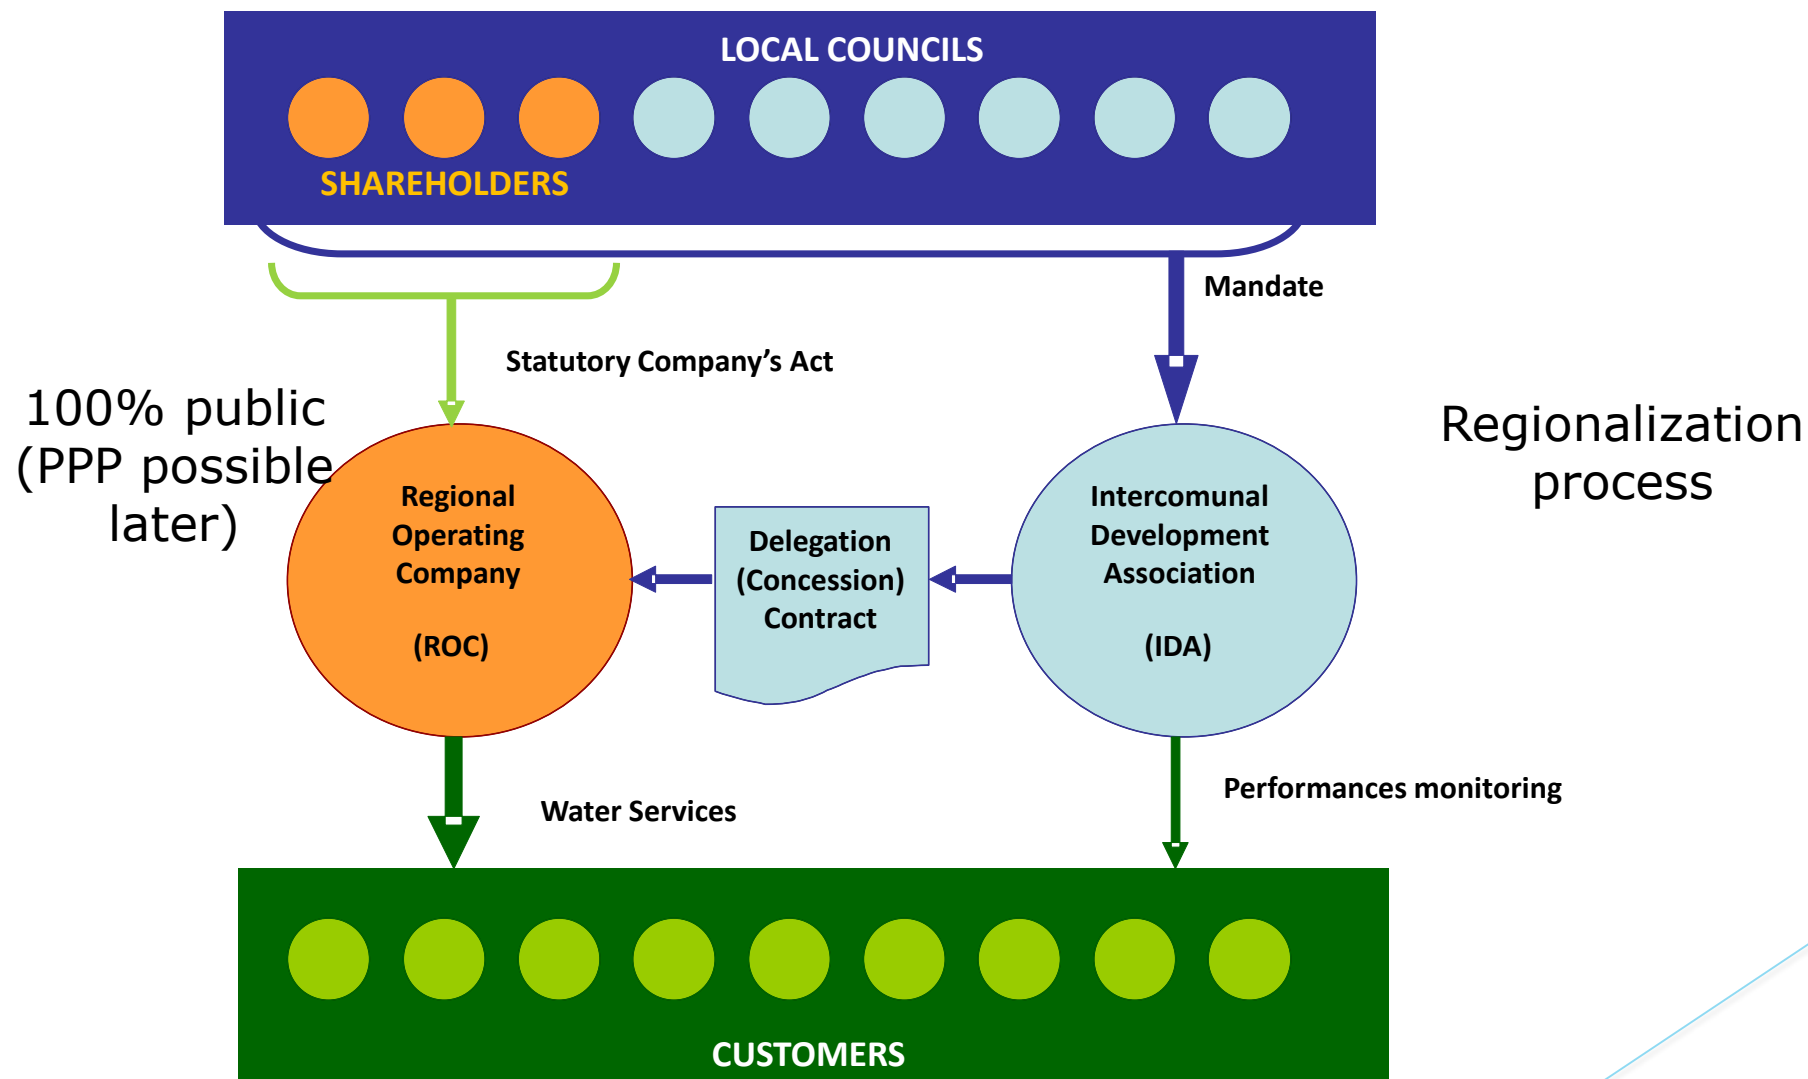 LOCAL COUNCILS
SHAREHOLDERS
Mandate
Statutory Company's Act
100% public
(PPP possible
later)
Regionalization
process
Regional
Operating
Company
(ROC)
Delegation
(Concession)
Contract
Intercomunal
Development
Association
(IDA)
Water Services
Performances monitoring
CUSTOMERS